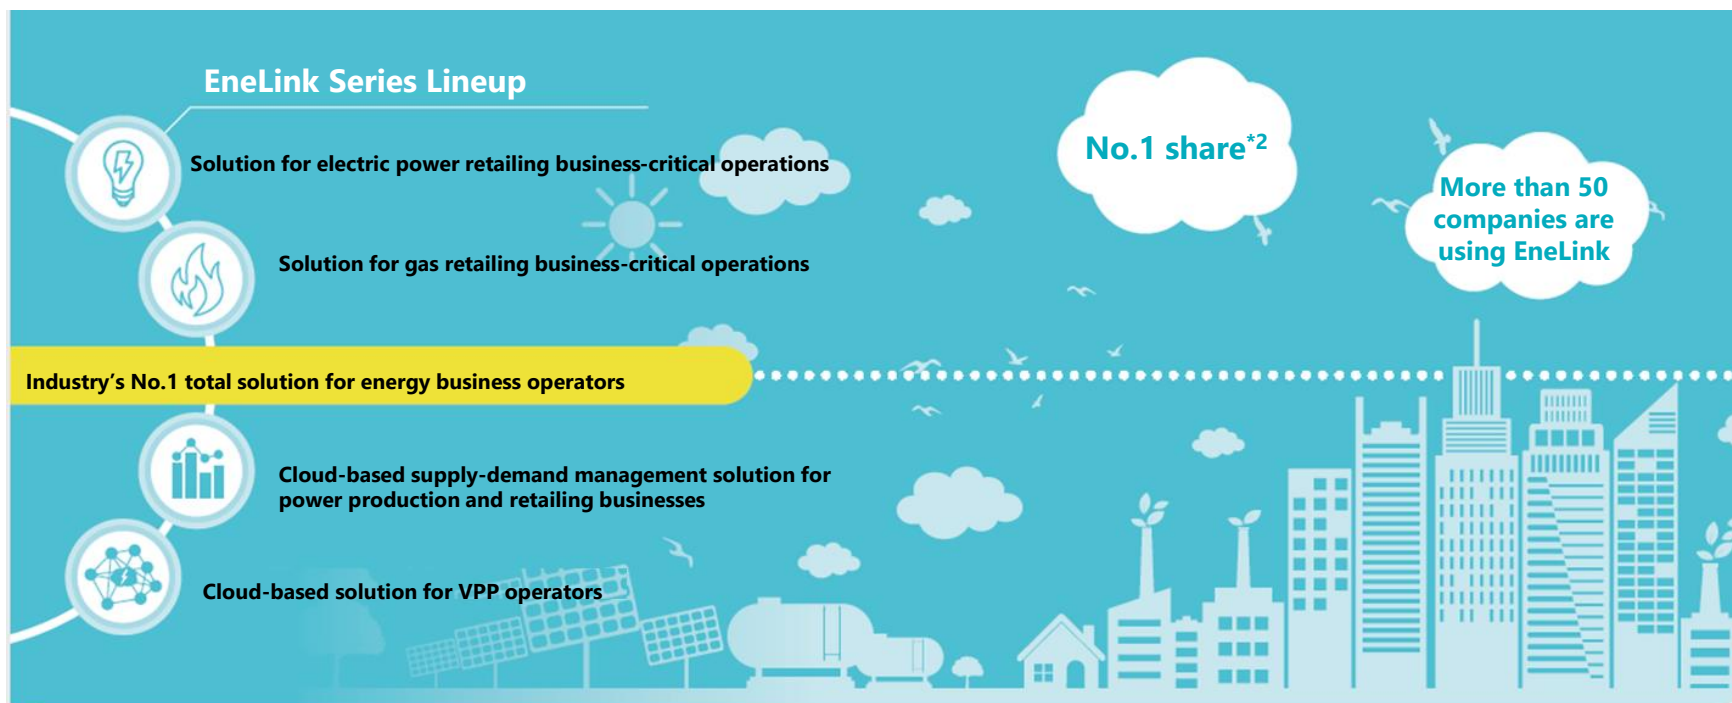 EneLink Series Lineup
Solution for electric power retailing business-critical operations
Solution for gas retailing business-critical operations
Industry's No.1 total solution for energy business operators
Cloud-based supply-demand management solution for
power production and retailing businesses
Cloud-based solution for VPP operators
No.1 share*2
More than 50
companies are
using EneLink